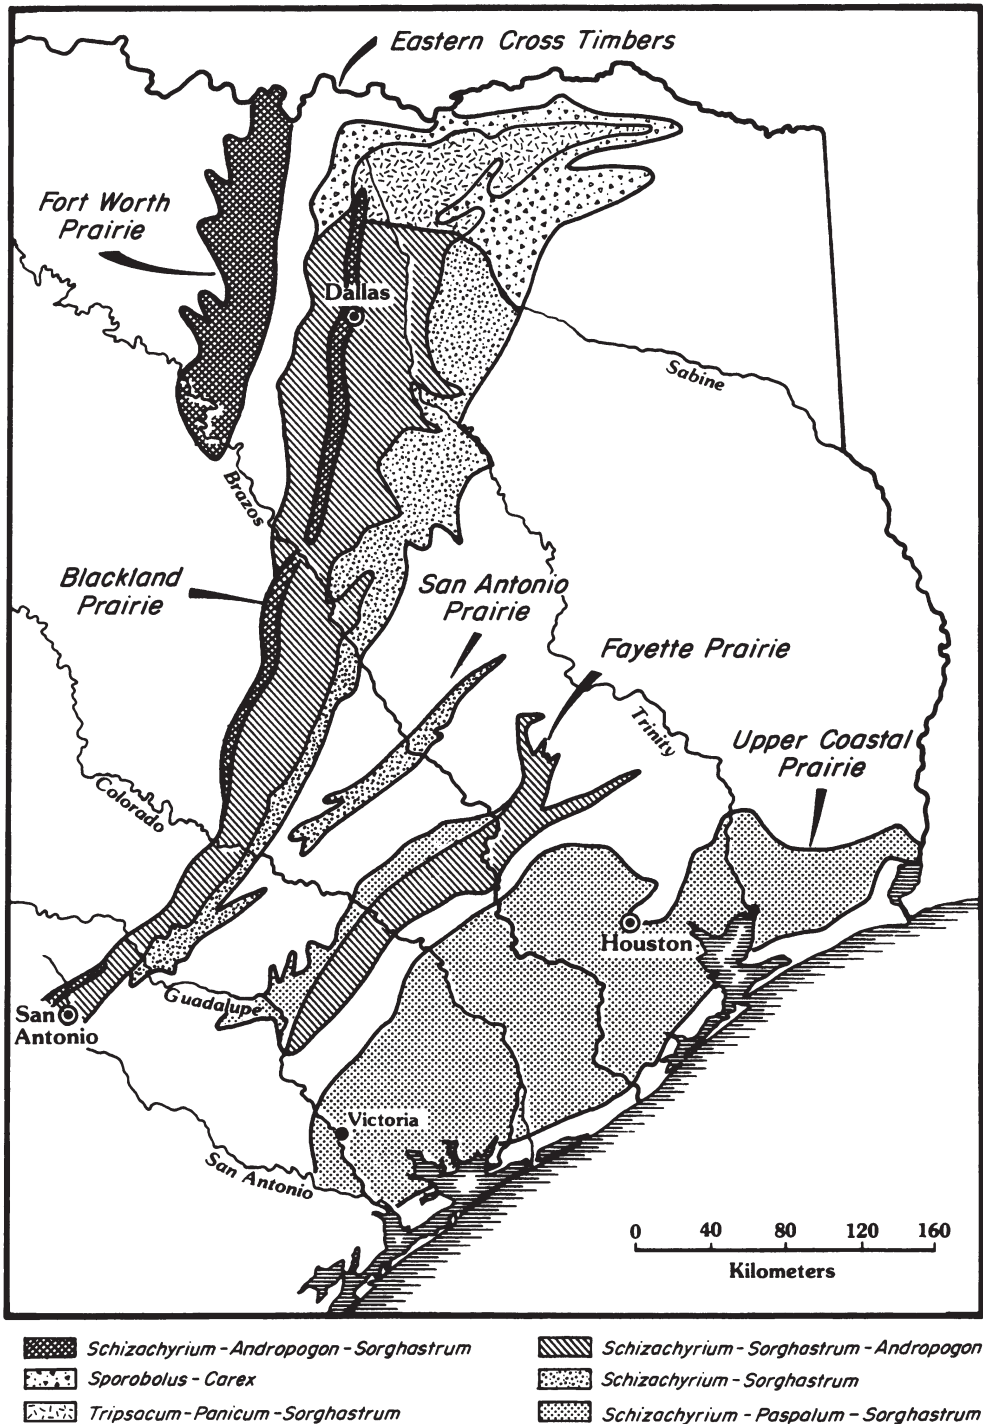 Eastern Cross Timbers
Fort Worth
Prairie
Dallas
Sabine
Brazos
Blackland
Prairie
San Antonio
Prairie
Fayette Prairie
Trinity
Upper Coastal
Prairie
Colorado
Houston
Guadalupe
San
Antonio
Victoria
San Antonio
0 40 80 120 160
Kilometers
Schizachyrium-Andropogon-Sorghastrum
Sporobolus-Carex
Tripsacum-Panicum-Sorghastrum
Schizachyrium-Sorghastrum-Andropogon
Schizachyrium-Sorghastrum
Schizachyrium-Paspalum-Sorghastrum